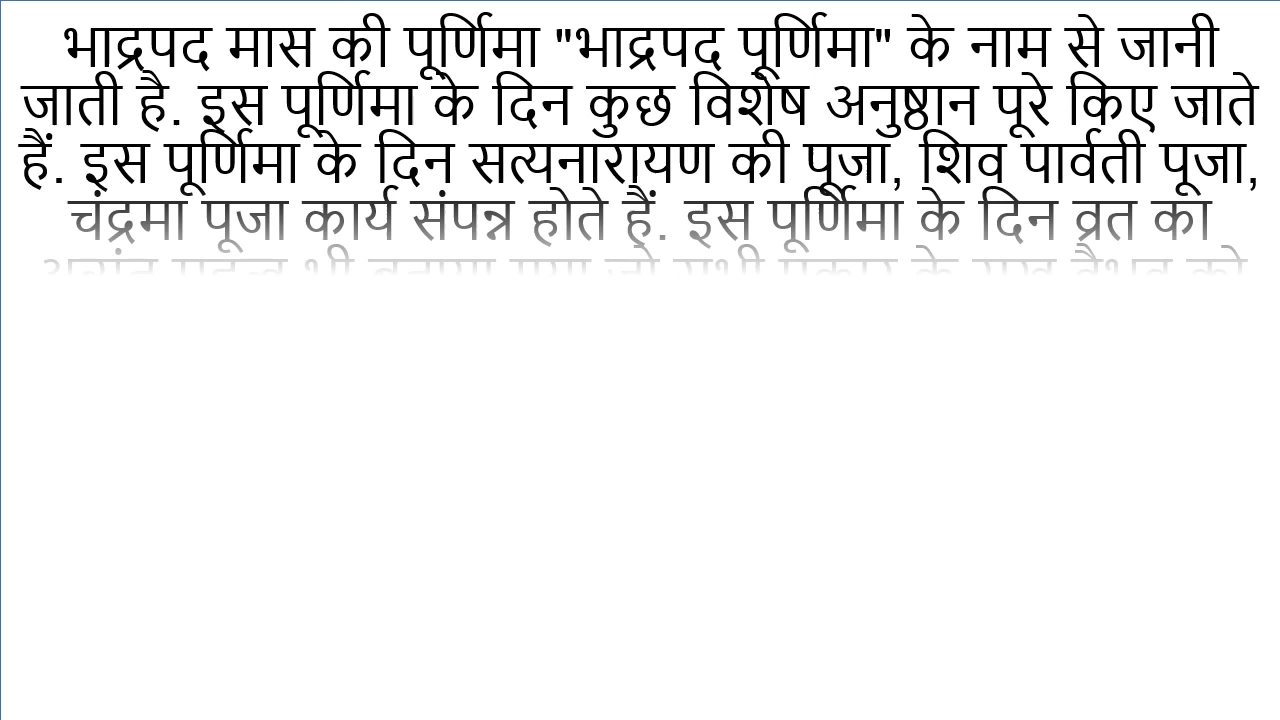 भाद्रपद मास की पूर्णिमा "भाद्रपद पूर्णिमा" के नाम से जानी
जाती है. इस पूर्णिमा के दिन कुछ विशेष अनुष्ठान पूरे किए जाते
हैं. इस पूर्णिमा के दिन सत्यनारायण की पूजा, शिव पार्वती पूजा,
चंद्रमा पूजा कार्य संपन्न होते हैं. इस पूर्णिमा के दिन व्रत का